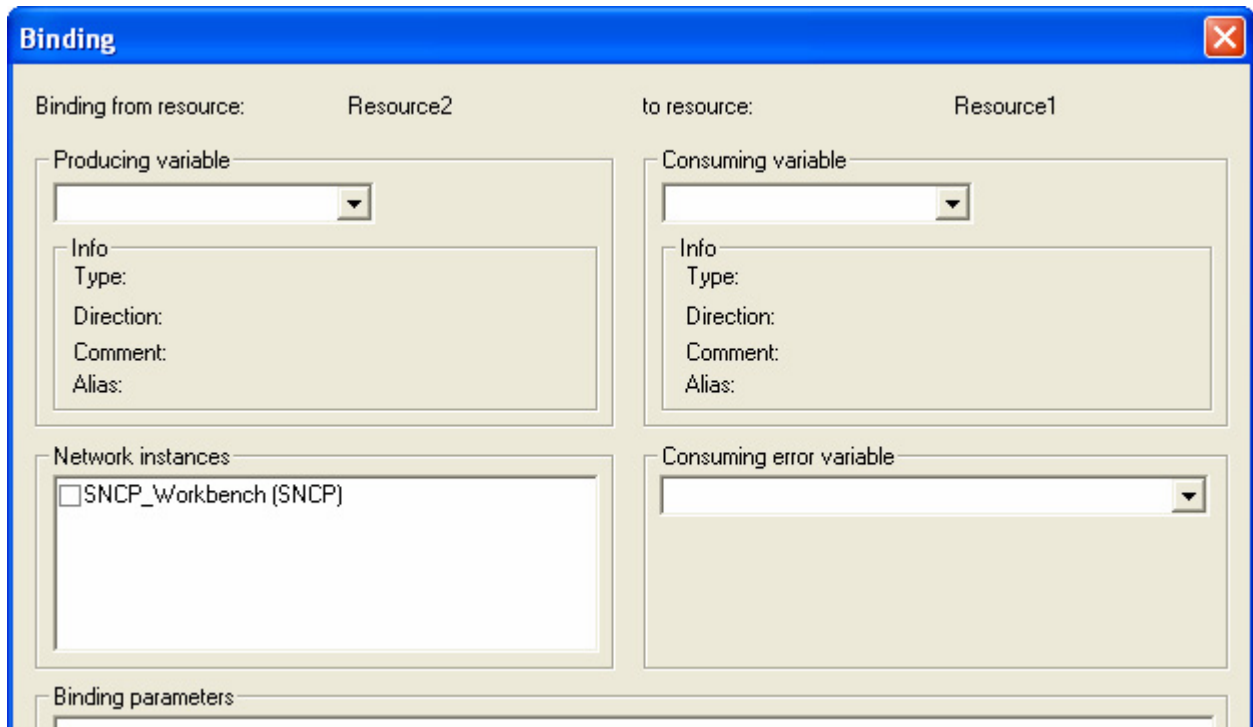 Binding
Binding from resource: Resource2 to resource: Resource1
Producing variable
Info
Type:
Direction:
Comment:
Alias:
Consuming variable
Info
Type:
Direction:
Comment:
Alias:
Network instances
SNCP_Workbench (SNCP)
Consuming error variable
Binding parameters